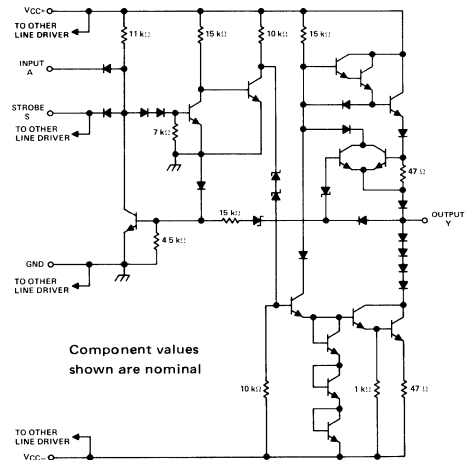 VCC+
TO OTHER
LINE DRIVER
11 kΩ
15 kΩ
10 kΩ
15 kΩ
INPUT
A
STROBE
S
TO OTHER
LINE DRIVER
7 kΩ
47 Ω
15 kΩ
OUTPUT
Y
4 5 kΩ
GND
TO OTHER
LINE DRIVER
Component values
shown are nominal
10 kΩ
1 kΩ
47 Ω
TO OTHER
LINE DRIVER
VCC−